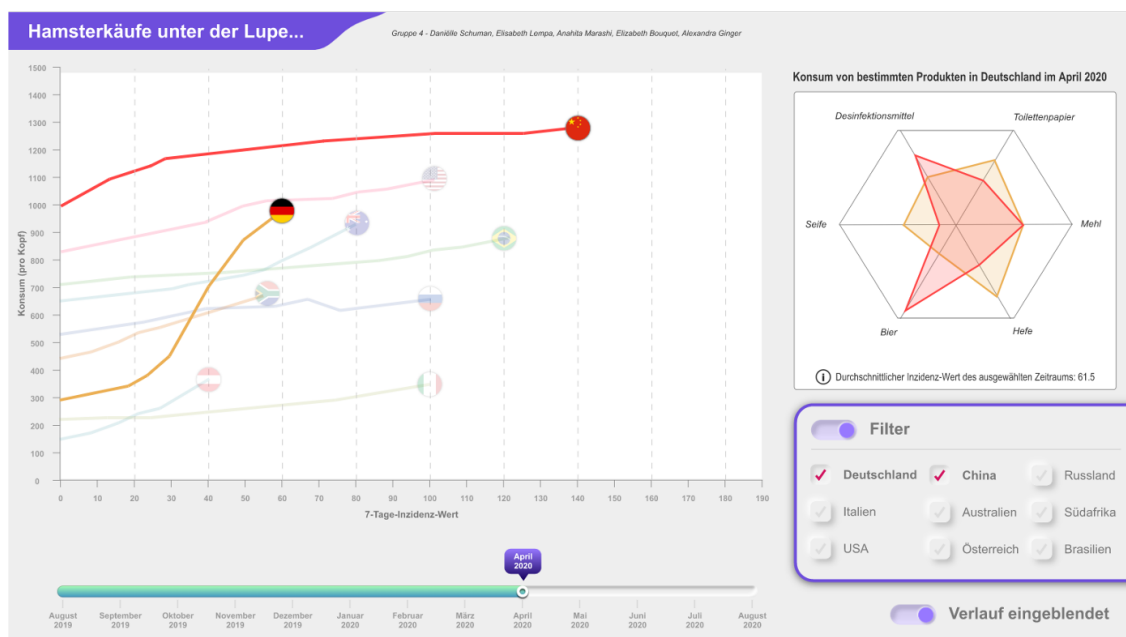 Hamsterkäufe unter der Lupe...
Gruppe 4 - Daniélle Schuman, Elisabeth Lempa, Anahita Marashi, Elizabeth Bouquet, Alexandra Ginger
Konsum (pro Kopf)
1500
1400
1300
1200
1100
1000
900
800
700
600
500
400
300
200
100
0
0 10 20 30 40 50 60 70 80 90 100 110 120 130 140 150 160 170 180 190
7-Tage-Inzidenz-Wert
Konsum von bestimmten Produkten in Deutschland im April 2020
Desinfektionsmittel
Toilettenpapier
Seife
Mehl
Bier
Hefe
i Durchschnittlicher Inzidenz-Wert des ausgewählten Zeitraums: 61.5
Filter
Deutschland China Russland
Italien Australien Südafrika
USA Österreich Brasilien
April
2020
August September Oktober November Dezember Januar Februar März April Mai Juni Juli August
2019 2019 2019 2019 2019 2020 2020 2020 2020 2020 2020 2020 2020
Verlauf eingeblendet